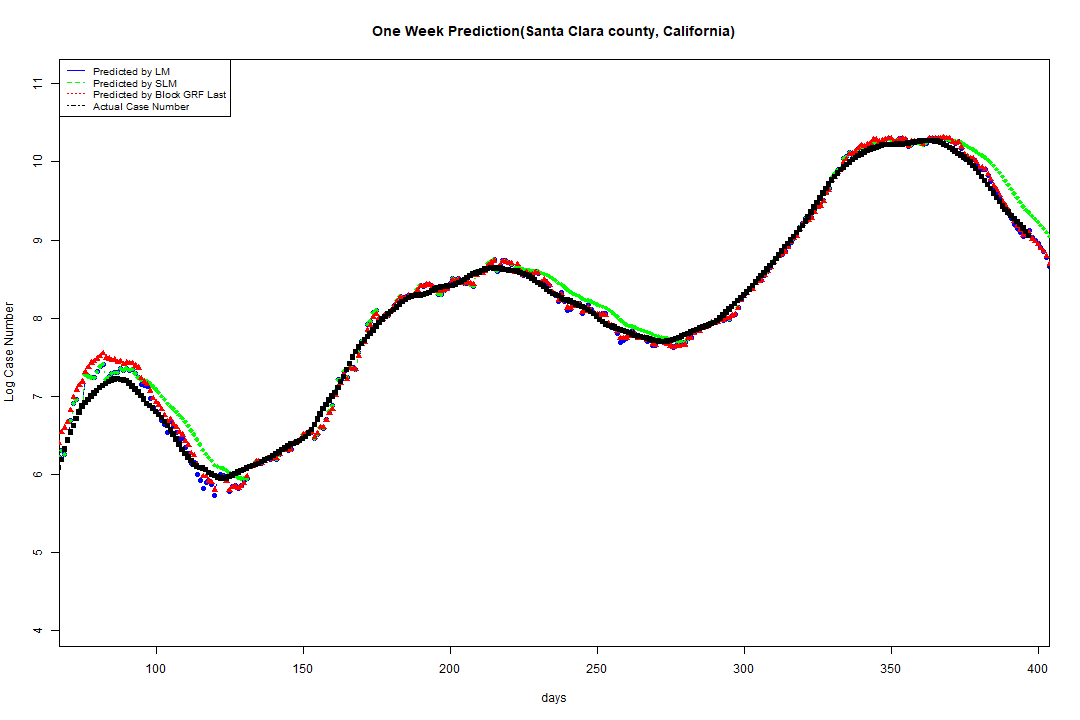 One Week Prediction(Santa Clara county, California)
Predicted by LM
Predicted by SLM
Predicted by Block GRF Last
Actual Case Number
11
10
9
8
7
6
5
4
Log Case Number
100 150 200 250 300 350 400
days